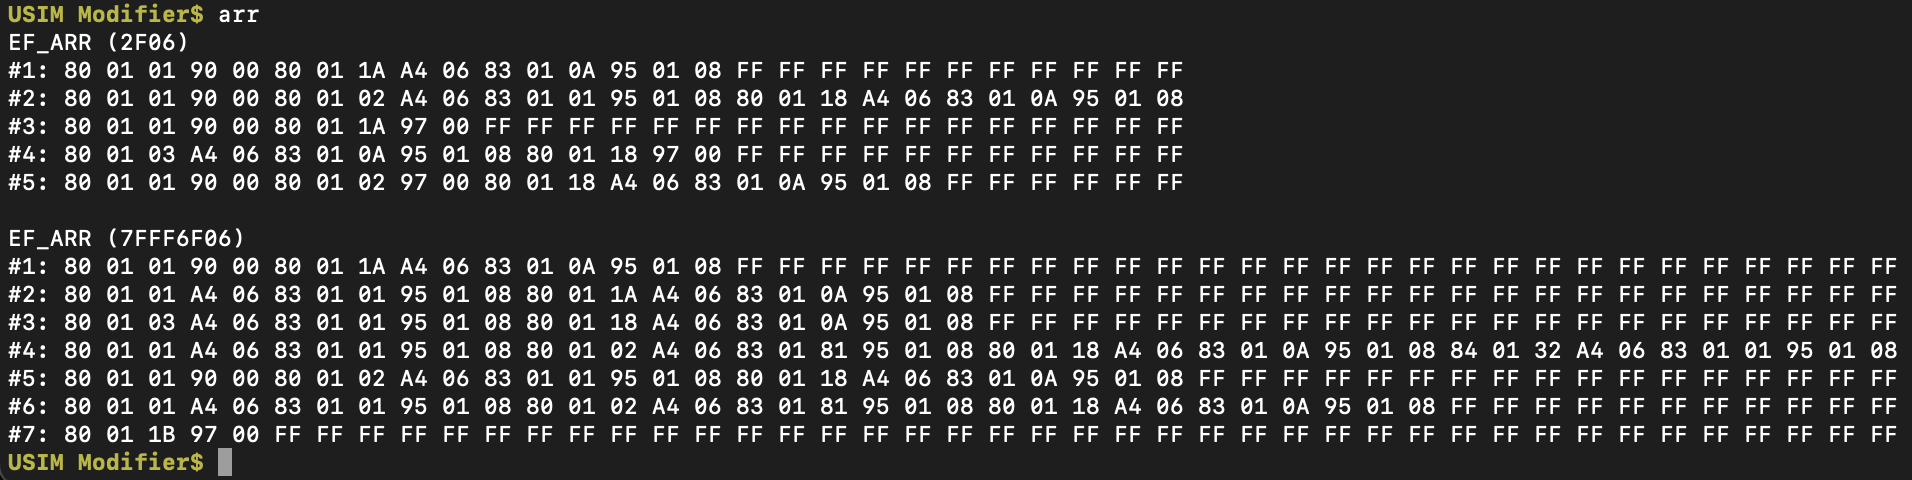 USIM Modifier$ arr
EF_ARR (2F06)
#1: 80 01 01 90 00 80 01 1A A4 06 83 01 0A 95 01 08 FF FF FF FF FF FF FF FF FF FF FF
#2: 80 01 01 90 00 80 01 02 A4 06 83 01 01 95 01 08 80 01 18 A4 06 83 01 0A 95 01 08
#3: 80 01 01 90 00 80 01 1A 97 00 FF FF FF FF FF FF FF FF FF FF FF FF FF FF FF FF FF
#4: 80 01 03 A4 06 83 01 0A 95 01 08 80 01 18 97 00 FF FF FF FF FF FF FF FF FF FF FF
#5: 80 01 01 90 00 80 01 02 97 00 80 01 18 A4 06 83 01 0A 95 01 08 FF FF FF FF FF FF
EF_ARR (7FFF6F06)
#1: 80 01 01 90 00 80 01 1A A4 06 83 01 0A 95 01 08 FF FF FF FF FF FF FF FF FF FF FF FF FF FF FF FF FF FF FF FF FF FF FF FF FF FF FF FF
#2: 80 01 01 A4 06 83 01 01 95 01 08 80 01 1A A4 06 83 01 0A 95 01 08 FF FF FF FF FF FF FF FF FF FF FF FF FF FF FF FF FF FF FF FF FF FF
#3: 80 01 03 A4 06 83 01 01 95 01 08 80 01 18 A4 06 83 01 0A 95 01 08 FF FF FF FF FF FF FF FF FF FF FF FF FF FF FF FF FF FF FF FF FF FF
#4: 80 01 01 A4 06 83 01 01 95 01 08 80 01 02 A4 06 83 01 81 95 01 08 80 01 18 A4 06 83 01 0A 95 01 08 84 01 32 A4 06 83 01 01 95 01 08
#5: 80 01 01 90 00 80 01 02 A4 06 83 01 01 95 01 08 80 01 18 A4 06 83 01 0A 95 01 08 FF FF FF FF FF FF FF FF FF FF FF FF FF FF FF FF FF
#6: 80 01 01 A4 06 83 01 01 95 01 08 80 01 02 A4 06 83 01 81 95 01 08 80 01 18 A4 06 83 01 0A 95 01 08 FF FF FF FF FF FF FF FF FF FF FF
#7: 80 01 1B 97 00 FF FF FF FF FF FF FF FF FF FF FF FF FF FF FF FF FF FF FF FF FF FF FF FF FF FF FF FF FF FF FF FF FF FF FF FF FF FF FF
USIM Modifier$